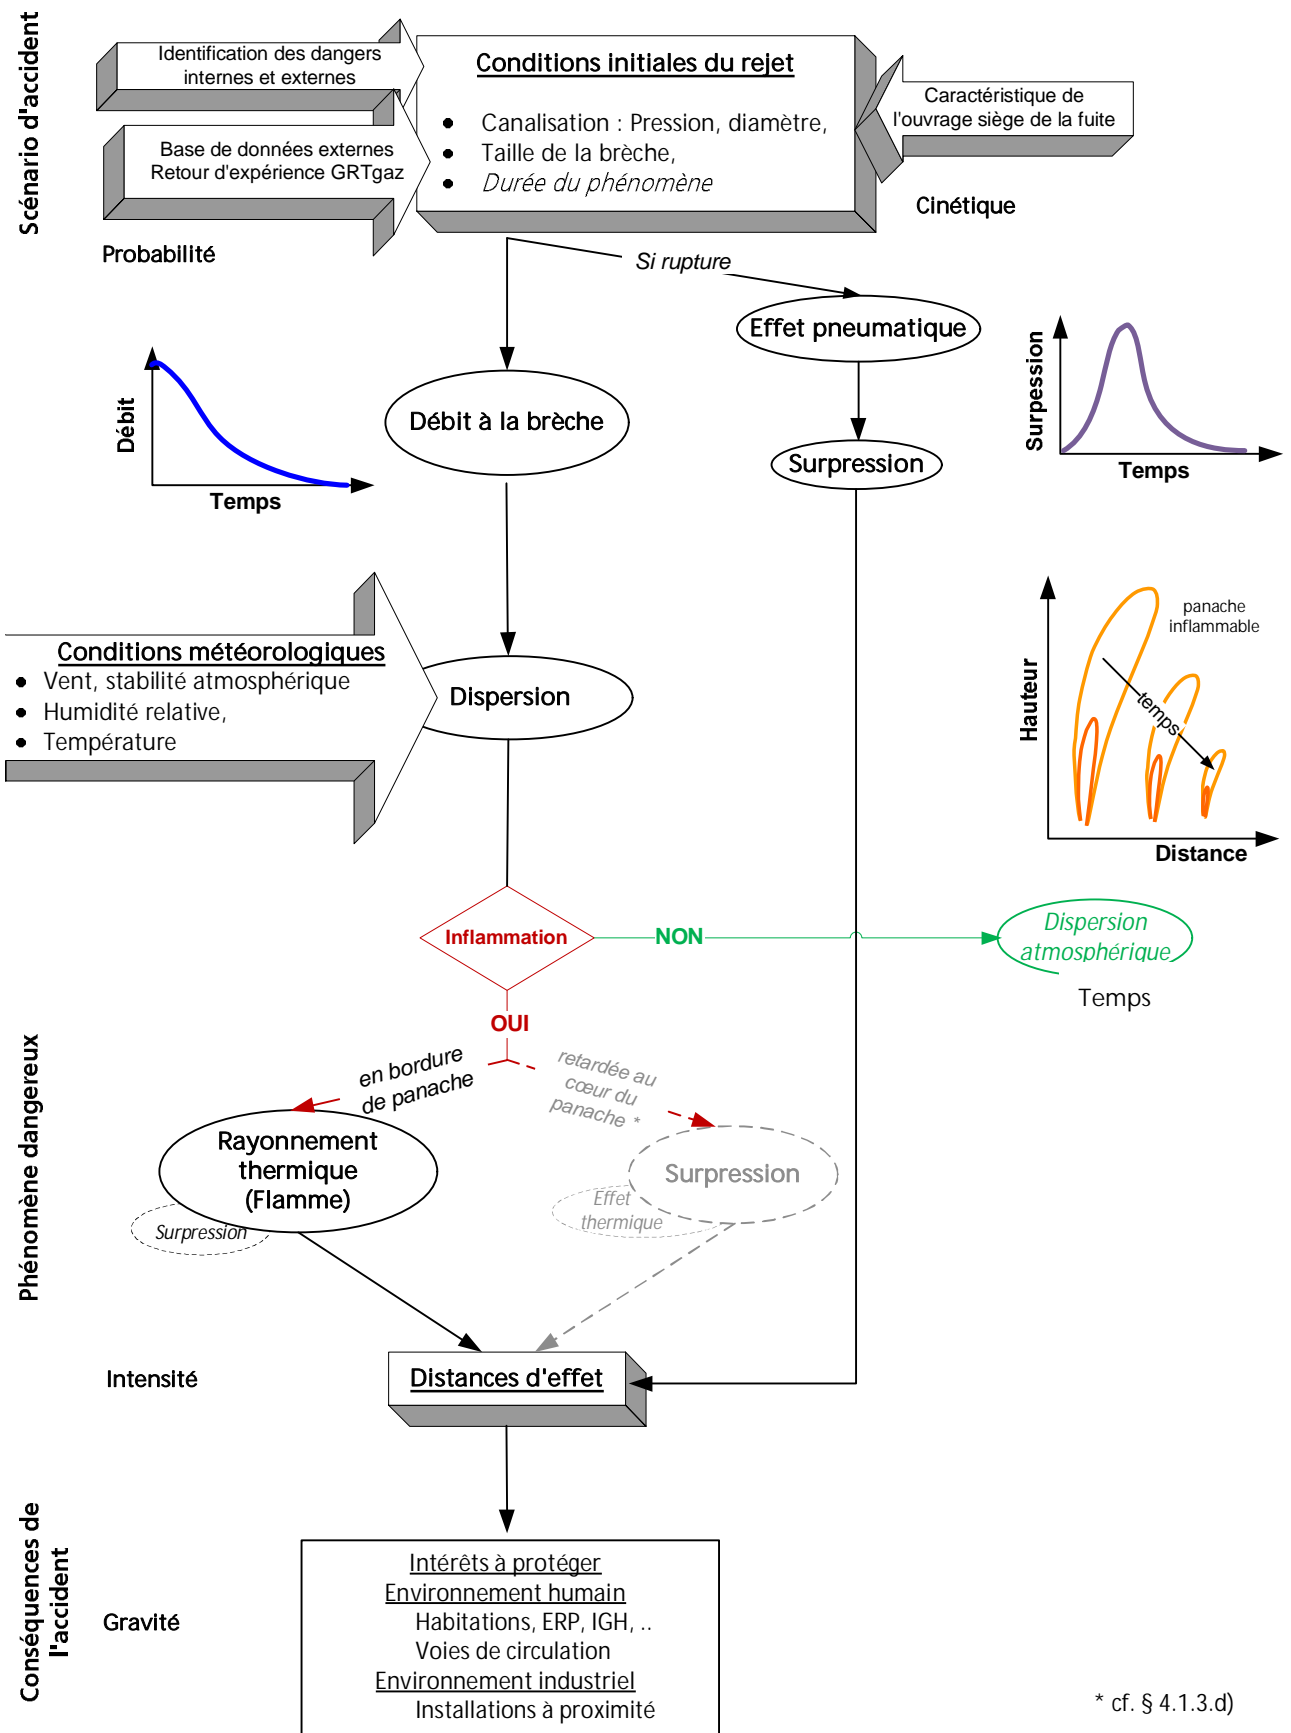 Scénario d'accident
Identification des dangers
internes et externes
Base de données externes
Retour d'expérience GRTgaz
Probabilité
Conditions initiales du rejet
• Canalisation : Pression, diamètre,
• Taille de la brèche,
• Durée du phénomène
Caractéristique de
l'ouvrage siège de la fuite
Cinétique
Si rupture
Effet pneumatique
Surpression
Débit à la brèche
Débit
Temps
Surpession
Temps
Conditions météorologiques
• Vent, stabilité atmosphérique
• Humidité relative,
• Température
Dispersion
Hauteur
panache
inflammable
temps
Distance
Inflammation
NON
Dispersion
atmosphérique
Temps
OUI
Phénomène dangereux
en bordure
de panache
retardée au
cœur du
panache *
Rayonnement
thermique
(Flamme)
Surpression
Surpression
Effet
thermique
Intensité
Distances d'effet
Conséquences de
l'accident
Gravité
Intérêts à protéger
Environnement humain
Habitations, ERP, IGH, ..
Voies de circulation
Environnement industriel
Installations à proximité
* cf. § 4.1.3.d)